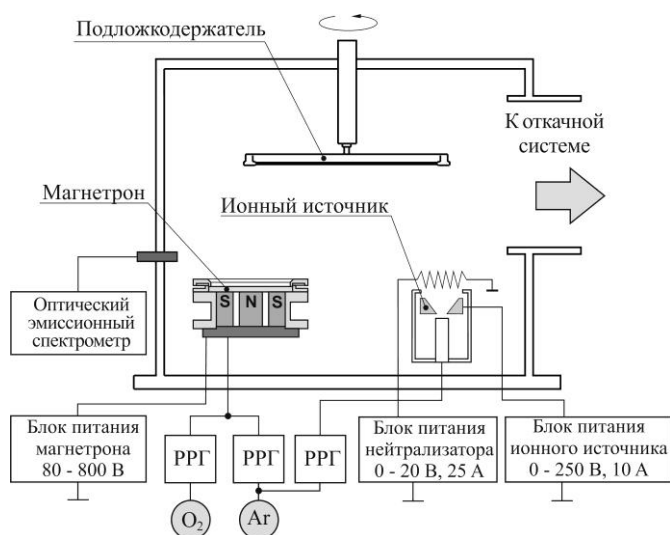 Подложкодержатель
К откачной
системе
Магнетрон
Ионный источник
S N S
Оптический
эмиссионный
спектрометр
Блок питания
магнетрона
80 - 800 В
РРГ
РРГ
РРГ
Блок питания
нейтрализатора
0 - 20 В, 25 А
Блок питания
ионного источника
0 - 250 В, 10 А
O₂
Ar